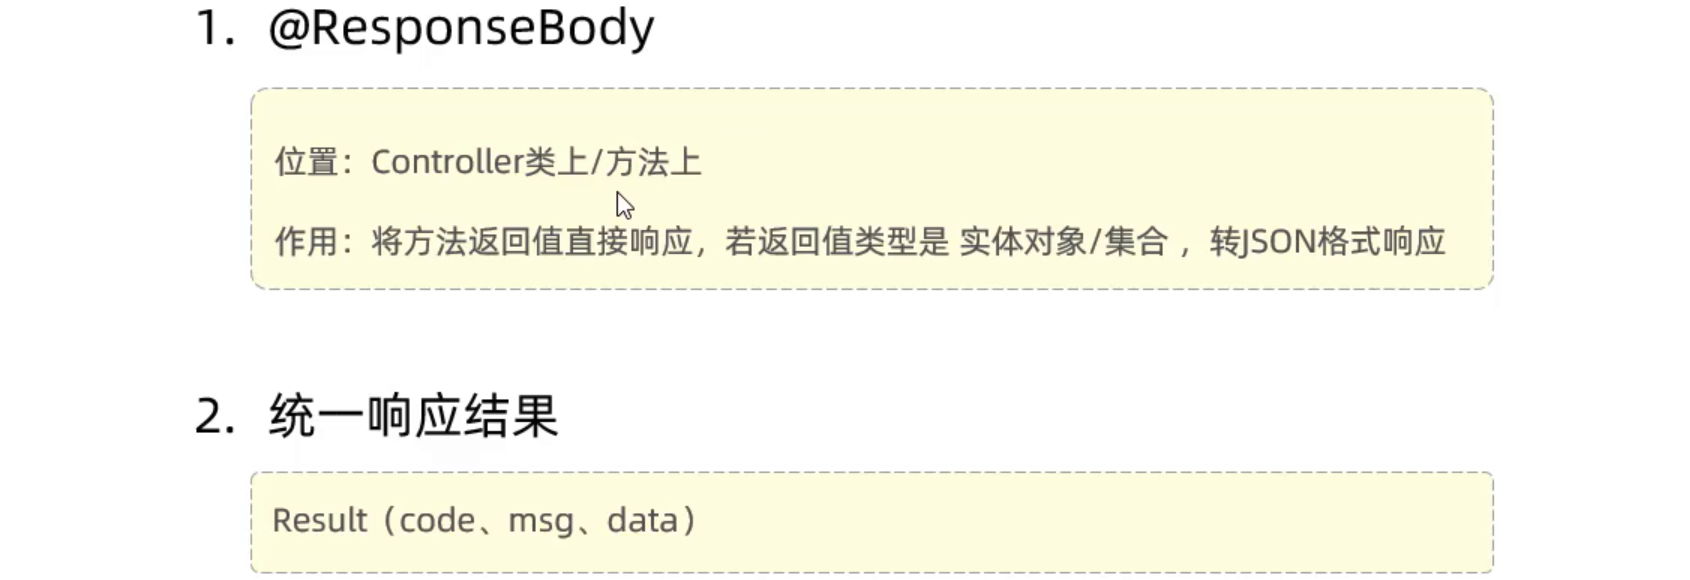 1. @ResponseBody
位置：Controller类上/方法上
作用：将方法返回值直接响应，若返回值类型是 实体对象/集合 ，转JSON格式响应
2. 统一响应结果
Result（code、msg、data）